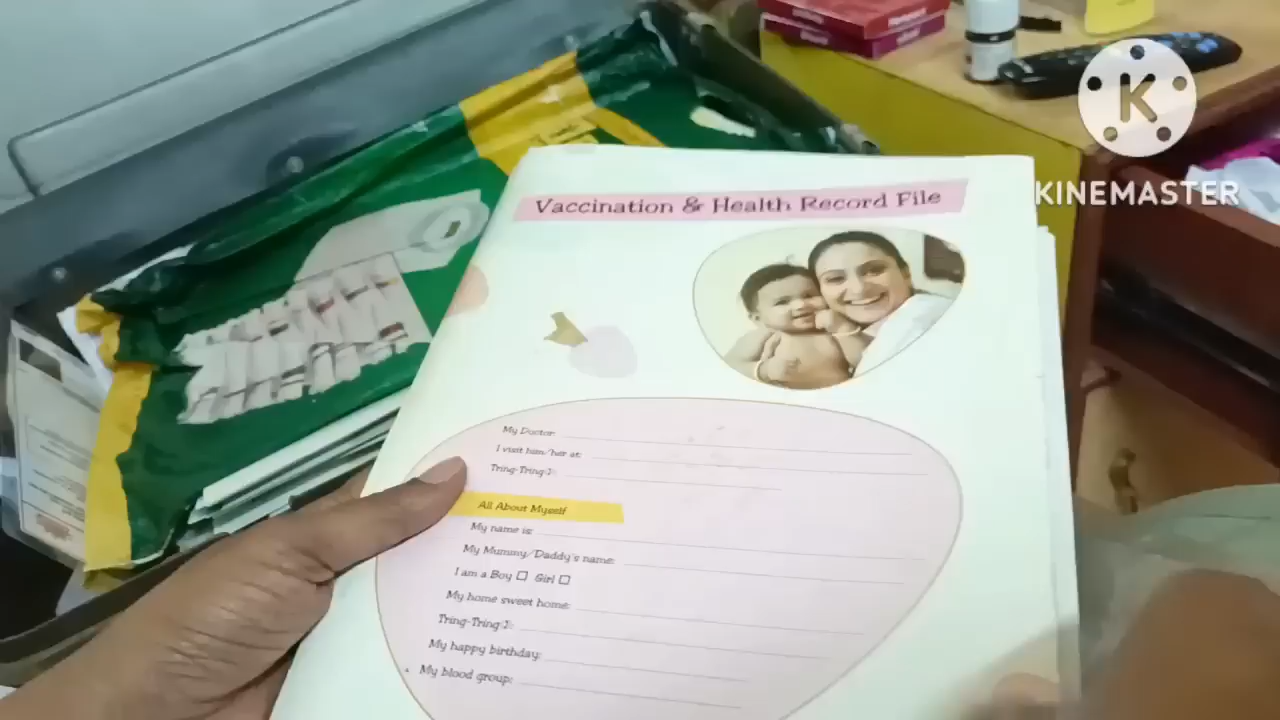 K
KINEMASTER
Vaccination & Health Record File
My Doctor:
I visit him/her at:
Tring-Tring-1:
All About Myself
My name is:
My Mummy/Daddy's name:
I am a Boy Girl
My home sweet home:
Tring-Tring-2:
My happy birthday:
My blood group: